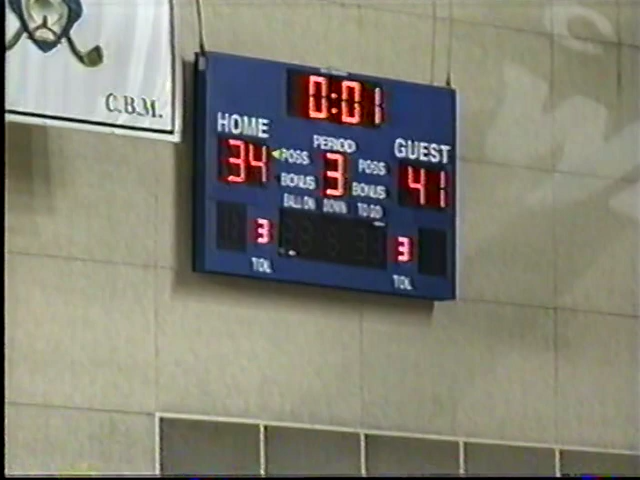 C.B.M.
0:01
HOME PERIOD GUEST
34 POSS 3 POSS 41
BONUS BONUS
BALL ON DOWN TO GO
3 3
TOL TOL